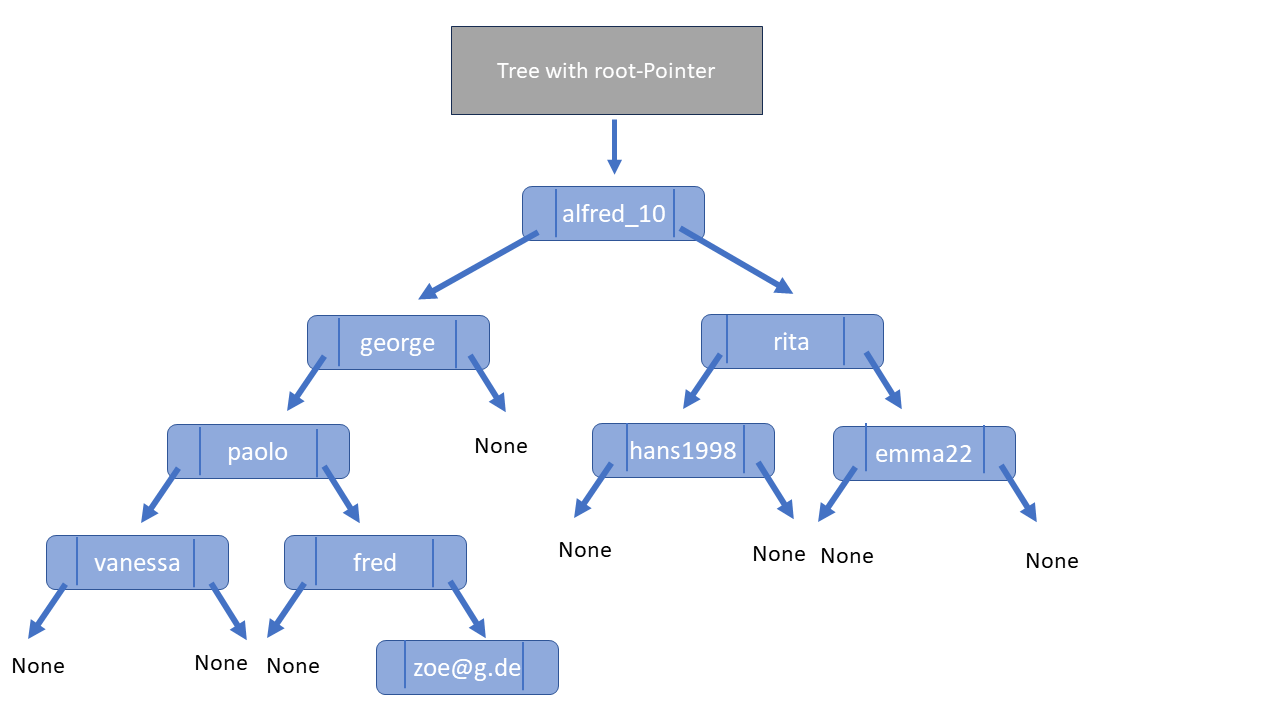 Tree with root-Pointer
alfred_10
george
rita
paolo
None
hans1998
emma22
vanessa
fred
None
None
None
None
None
None
None
zoe@g.de